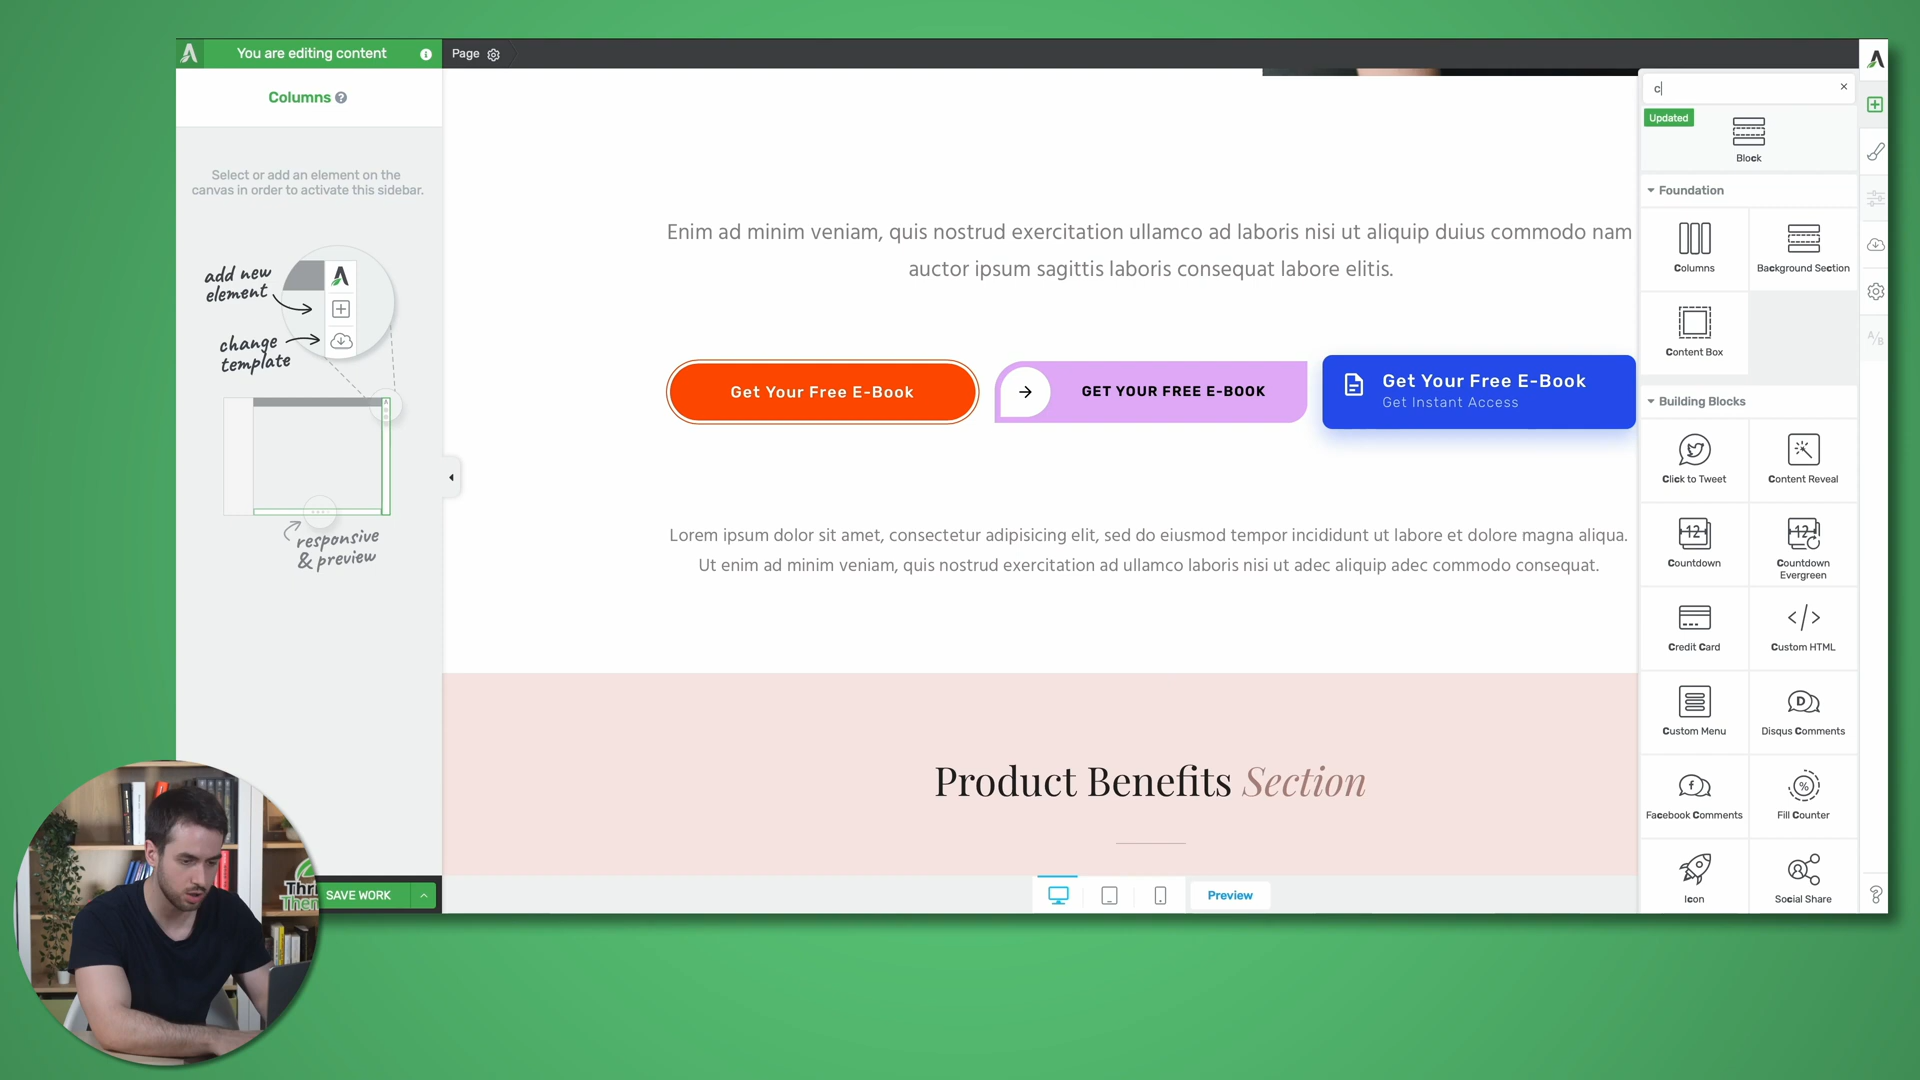 You are editing content
Page
Columns
Select or add an element on the
canvas in order to activate this sidebar.
add new
element
change
template
responsive
& preview
SAVE WORK
Enim ad minim veniam, quis nostrud exercitation ullamco ad laboris nisi ut aliquip duius commodo nam
auctor ipsum sagittis laboris consequat labore elitis.
Get Your Free E-Book
GET YOUR FREE E-BOOK
Get Your Free E-Book
Get Instant Access
Lorem ipsum dolor sit amet, consectetur adipisicing elit, sed do eiusmod tempor incididunt ut labore et dolore magna aliqua.
Ut enim ad minim veniam, quis nostrud exercitation ad ullamco laboris nisi ut adec aliquip adec commodo consequat.
Product Benefits Section
Preview
c
Updated
Block
Foundation
Columns
Background Section
Content Box
Building Blocks
Click to Tweet
Content Reveal
12
Countdown
12
Countdown
Evergreen
Credit Card
Custom HTML
Custom Menu
Disqus Comments
Facebook Comments
Fill Counter
Icon
Social Share
A/B